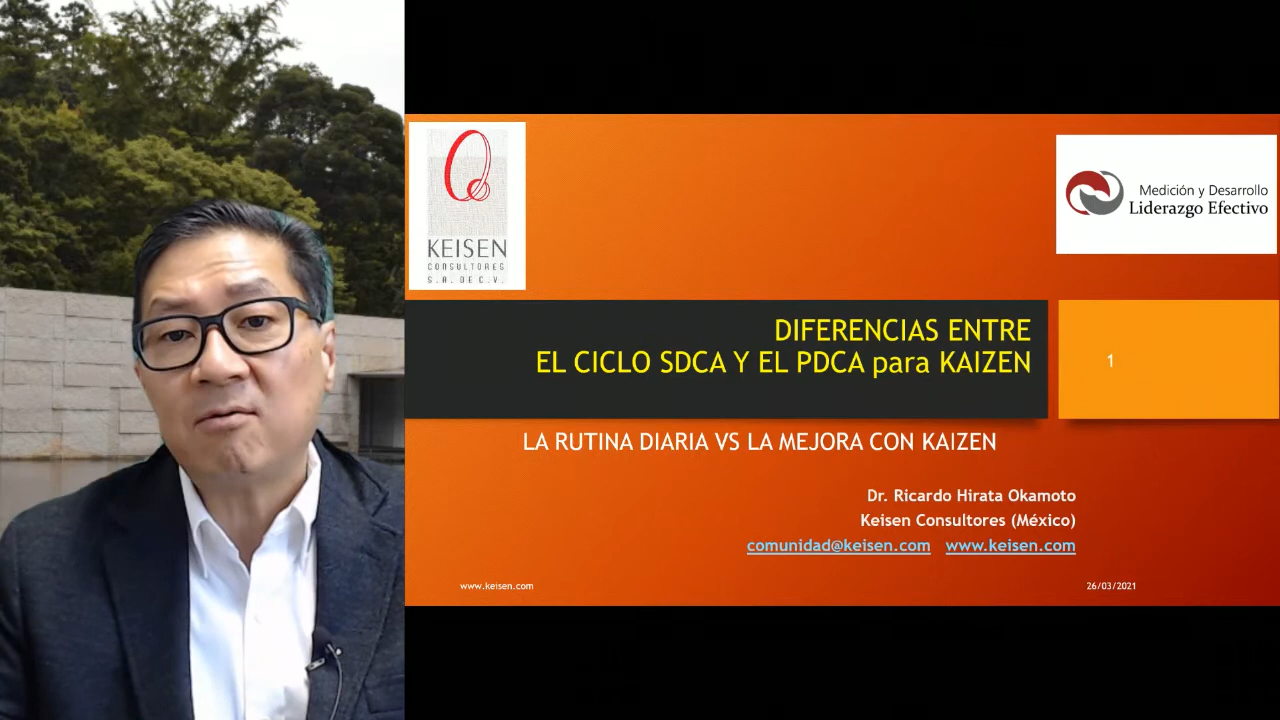 KEISEN
CONSULTORES
S.A. DE C.V.
Medición y Desarrollo
Liderazgo Efectivo
DIFERENCIAS ENTRE
EL CICLO SDCA Y EL PDCA para KAIZEN
1
LA RUTINA DIARIA VS LA MEJORA CON KAIZEN
Dr. Ricardo Hirata Okamoto
Keisen Consultores (México)
comunidad@keisen.com www.keisen.com
www.keisen.com
26/03/2021